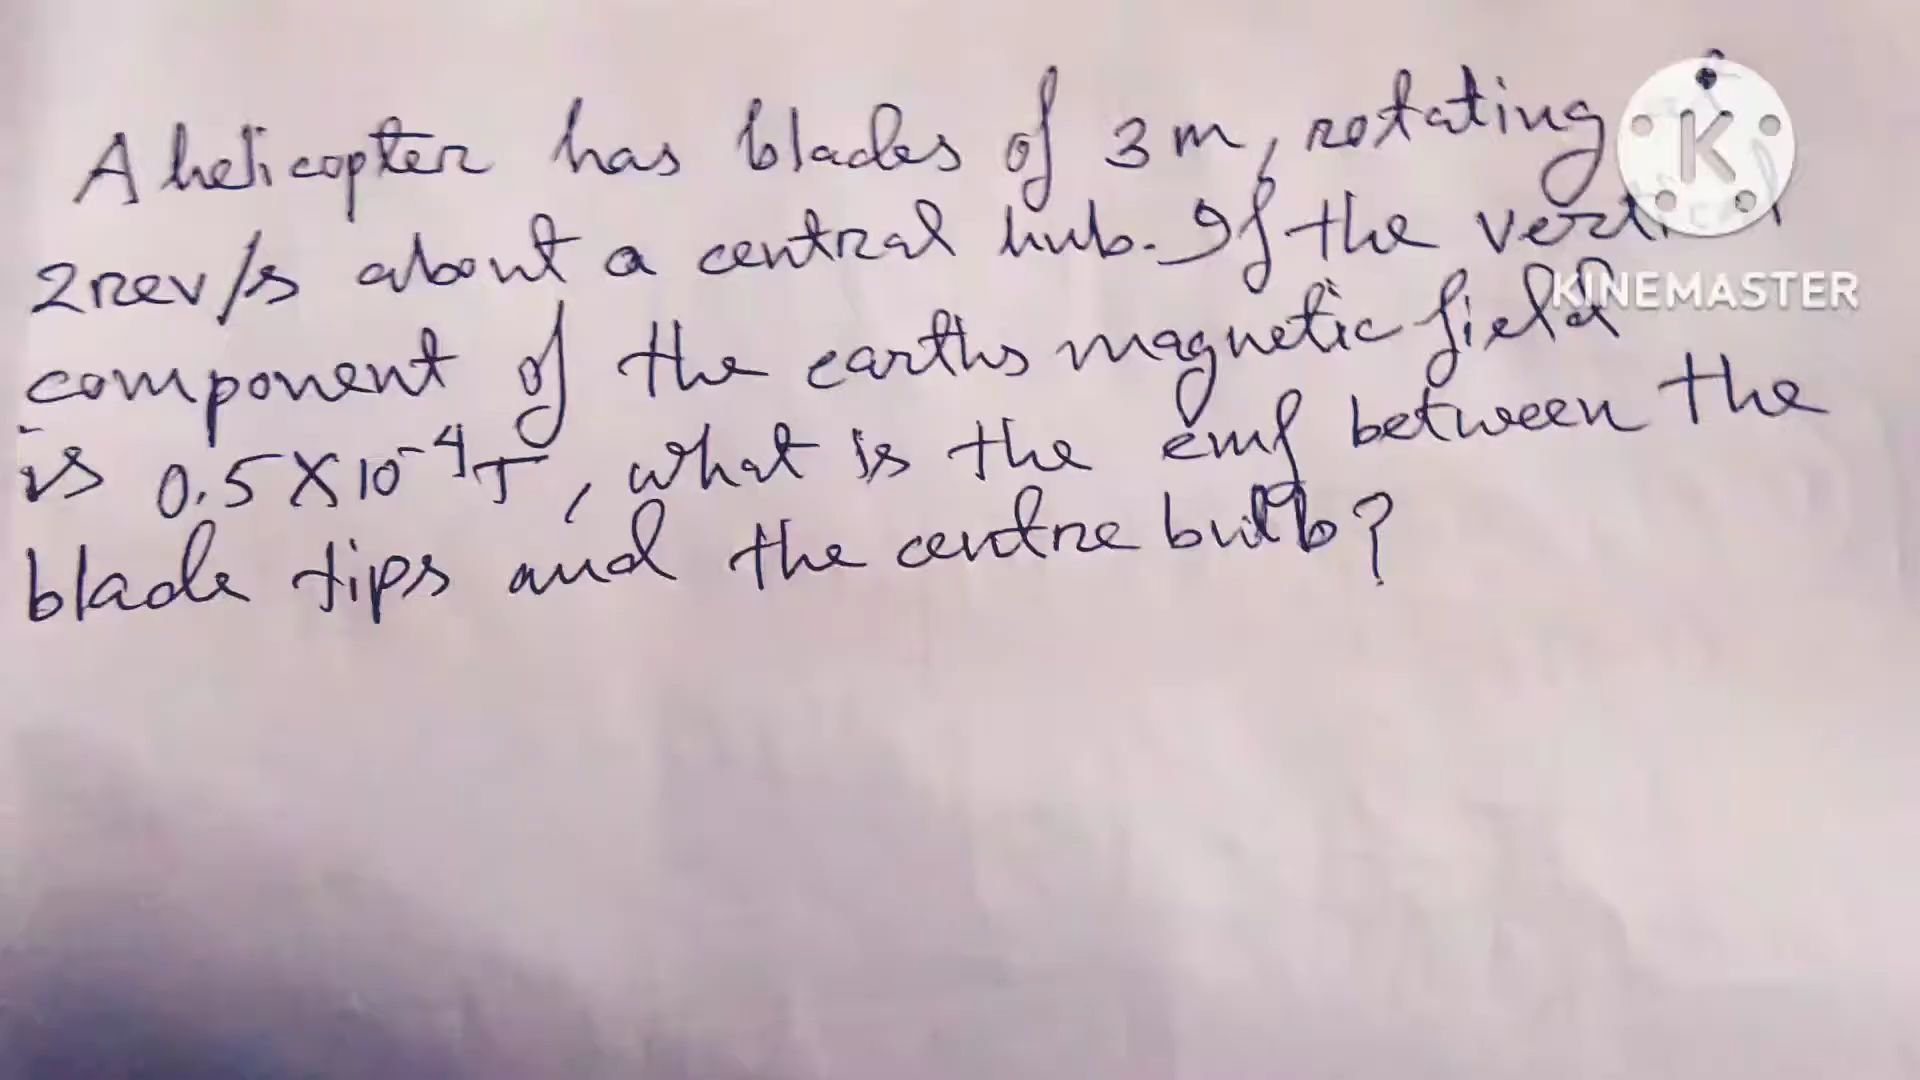 A helicopter has blades of 3m, rotating
2rev/s about a central hub. If the
component of the earths magnetic field
is 0.5X10-4T, what is the emf between the
blade tips and the centre bulb?
K
KINEMASTER